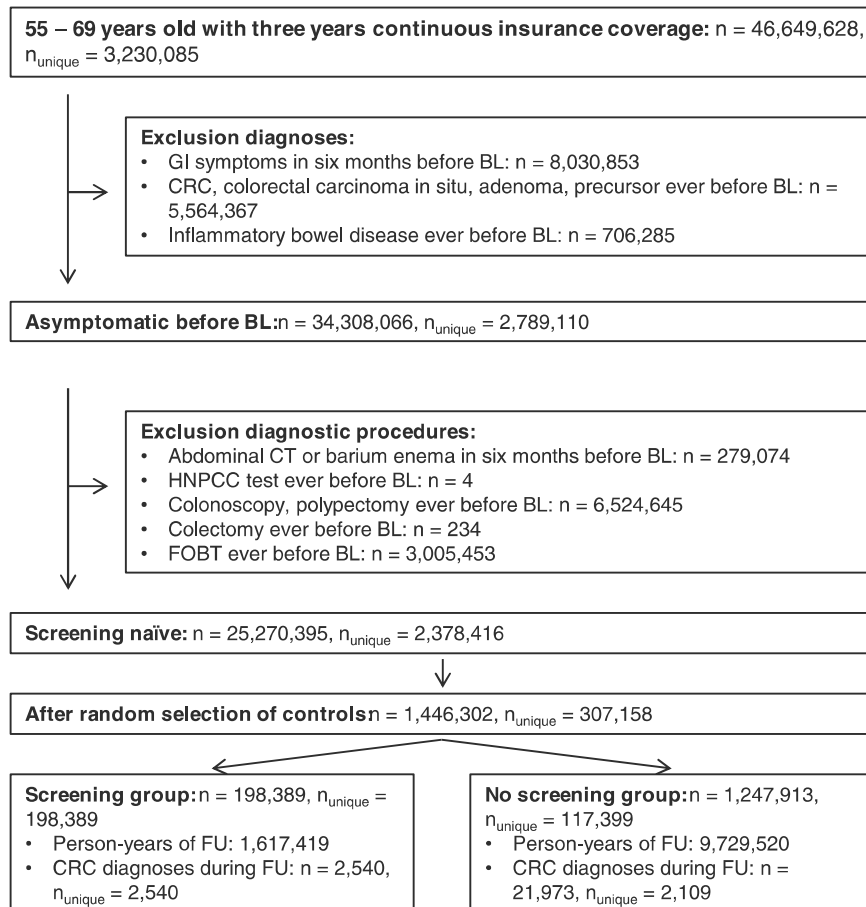 55 – 69 years old with three years continuous insurance coverage: n = 46,649,628,
nunique = 3,230,085
Exclusion diagnoses:
• GI symptoms in six months before BL: n = 8,030,853
• CRC, colorectal carcinoma in situ, adenoma, precursor ever before BL: n =
5,564,367
• Inflammatory bowel disease ever before BL: n = 706,285
Asymptomatic before BL:n = 34,308,066, nunique = 2,789,110
Exclusion diagnostic procedures:
• Abdominal CT or barium enema in six months before BL: n = 279,074
• HNPCC test ever before BL: n = 4
• Colonoscopy, polypectomy ever before BL: n = 6,524,645
• Colectomy ever before BL: n = 234
• FOBT ever before BL: n = 3,005,453
Screening naïve: n = 25,270,395, nunique = 2,378,416
After random selection of controls:n = 1,446,302, nunique = 307,158
Screening group:n = 198,389, nunique =
198,389
• Person-years of FU: 1,617,419
• CRC diagnoses during FU: n = 2,540,
nunique = 2,540
No screening group:n = 1,247,913,
nunique = 117,399
• Person-years of FU: 9,729,520
• CRC diagnoses during FU: n =
21,973, nunique = 2,109